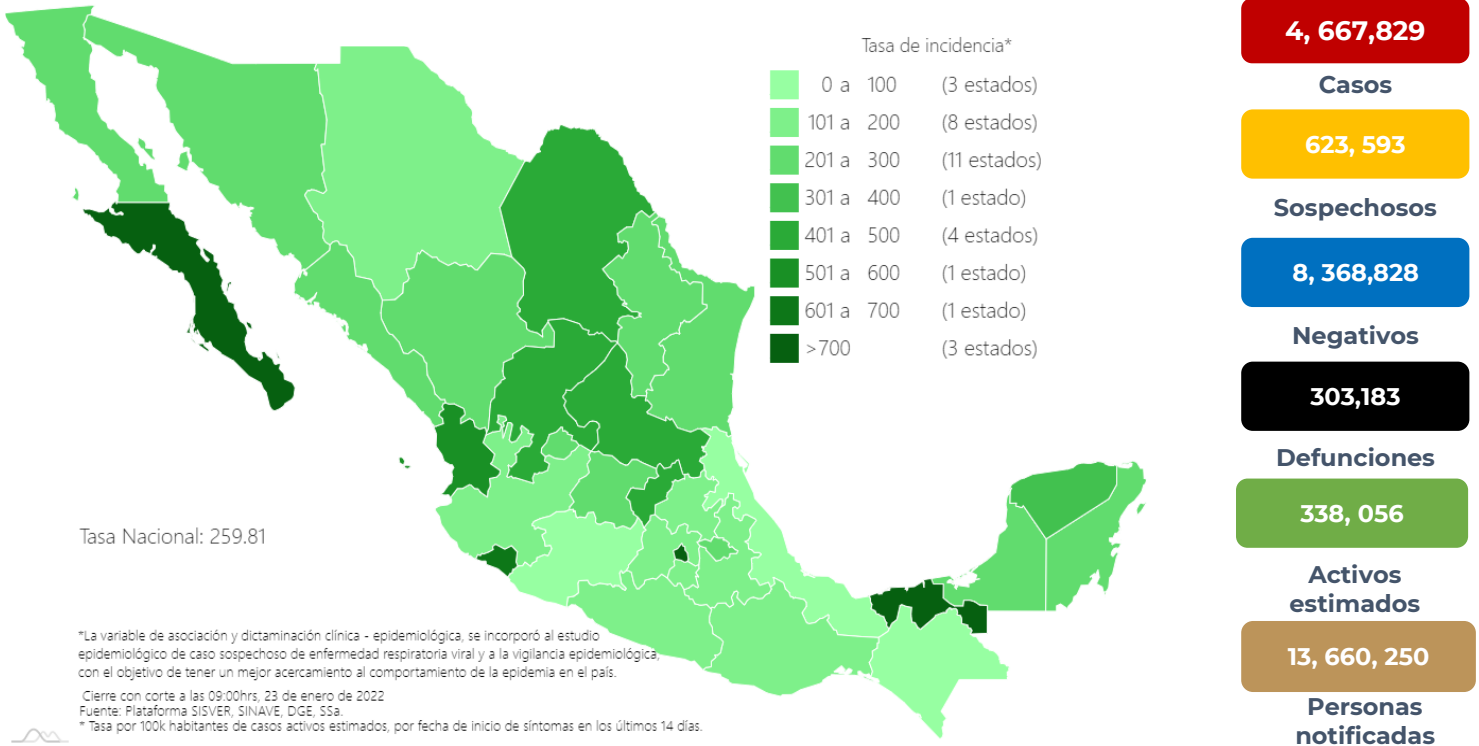 Tasa de incidencia*
0 a 100 (3 estados)
101 a 200 (8 estados)
201 a 300 (11 estados)
301 a 400 (1 estado)
401 a 500 (4 estados)
501 a 600 (1 estado)
601 a 700 (1 estado)
>700 (3 estados)
Tasa Nacional: 259.81
*La variable de asociación y dictaminación clínica - epidemiológica, se incorporó al estudio
epidemiológico de caso sospechoso de enfermedad respiratoria viral y a la vigilancia epidemiológica,
con el objetivo de tener un mejor acercamiento al comportamiento de la epidemia en el país.
Cierre con corte a las 09:00hrs, 23 de enero de 2022
Fuente: Plataforma SISVER, SINAVE, DGE, SSa.
* Tasa por 100k habitantes de casos activos estimados, por fecha de inicio de síntomas en los últimos 14 días.
4, 667,829
Casos
623, 593
Sospechosos
8, 368,828
Negativos
303,183
Defunciones
338, 056
Activos
estimados
13, 660, 250
Personas
notificadas